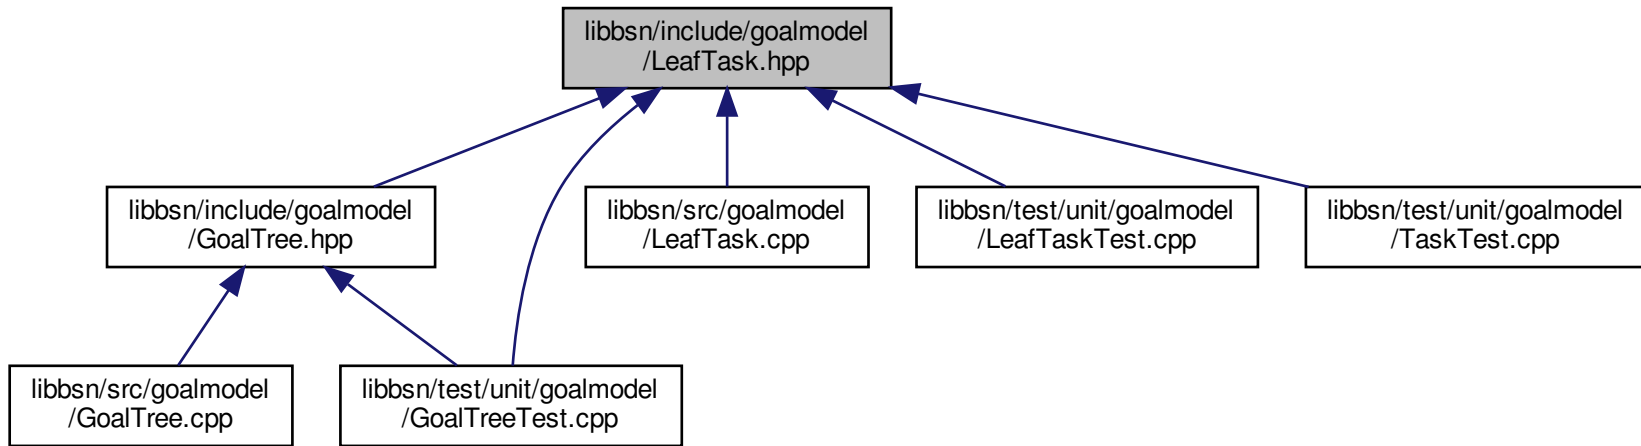 libbsn/include/goalmodel
/LeafTask.hpp
libbsn/include/goalmodel
/GoalTree.hpp
libbsn/src/goalmodel
/LeafTask.cpp
libbsn/test/unit/goalmodel
/LeafTaskTest.cpp
libbsn/test/unit/goalmodel
/TaskTest.cpp
libbsn/src/goalmodel
/GoalTree.cpp
libbsn/test/unit/goalmodel
/GoalTreeTest.cpp